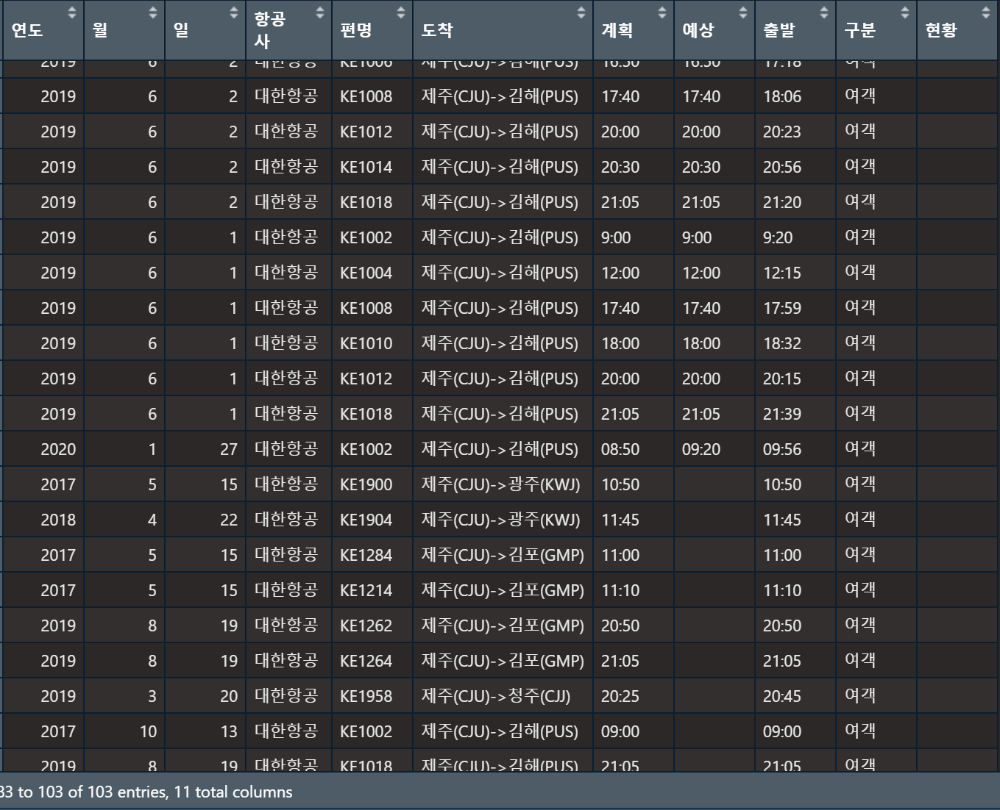 연도 월 일 항공사 편명 도착 계획 예상 출발 구분 현황
2019 6 2 대한항공 KE1006 제주(CJU)->김해(PUS) 16:50 16:50 17:18 여객
2019 6 2 대한항공 KE1008 제주(CJU)->김해(PUS) 17:40 17:40 18:06 여객
2019 6 2 대한항공 KE1012 제주(CJU)->김해(PUS) 20:00 20:00 20:23 여객
2019 6 2 대한항공 KE1014 제주(CJU)->김해(PUS) 20:30 20:30 20:56 여객
2019 6 2 대한항공 KE1018 제주(CJU)->김해(PUS) 21:05 21:05 21:20 여객
2019 6 1 대한항공 KE1002 제주(CJU)->김해(PUS) 9:00 9:00 9:20 여객
2019 6 1 대한항공 KE1004 제주(CJU)->김해(PUS) 12:00 12:00 12:15 여객
2019 6 1 대한항공 KE1008 제주(CJU)->김해(PUS) 17:40 17:40 17:59 여객
2019 6 1 대한항공 KE1010 제주(CJU)->김해(PUS) 18:00 18:00 18:32 여객
2019 6 1 대한항공 KE1012 제주(CJU)->김해(PUS) 20:00 20:00 20:15 여객
2019 6 1 대한항공 KE1018 제주(CJU)->김해(PUS) 21:05 21:05 21:39 여객
2020 1 27 대한항공 KE1002 제주(CJU)->김해(PUS) 08:50 09:20 09:56 여객
2017 5 15 대한항공 KE1900 제주(CJU)->광주(KWJ) 10:50 10:50 여객
2018 4 22 대한항공 KE1904 제주(CJU)->광주(KWJ) 11:45 11:45 여객
2017 5 15 대한항공 KE1284 제주(CJU)->김포(GMP) 11:00 11:00 여객
2017 5 15 대한항공 KE1214 제주(CJU)->김포(GMP) 11:10 11:10 여객
2019 8 19 대한항공 KE1262 제주(CJU)->김포(GMP) 20:50 20:50 여객
2019 8 19 대한항공 KE1264 제주(CJU)->김포(GMP) 21:05 21:05 여객
2019 3 20 대한항공 KE1958 제주(CJU)->청주(CJJ) 20:25 20:45 여객
2017 10 13 대한항공 KE1002 제주(CJU)->김해(PUS) 09:00 09:00 여객
2019 8 19 대한항공 KE1018 제주(CJU)->김해(PUS) 21:05 21:05 여객
83 to 103 of 103 entries, 11 total columns